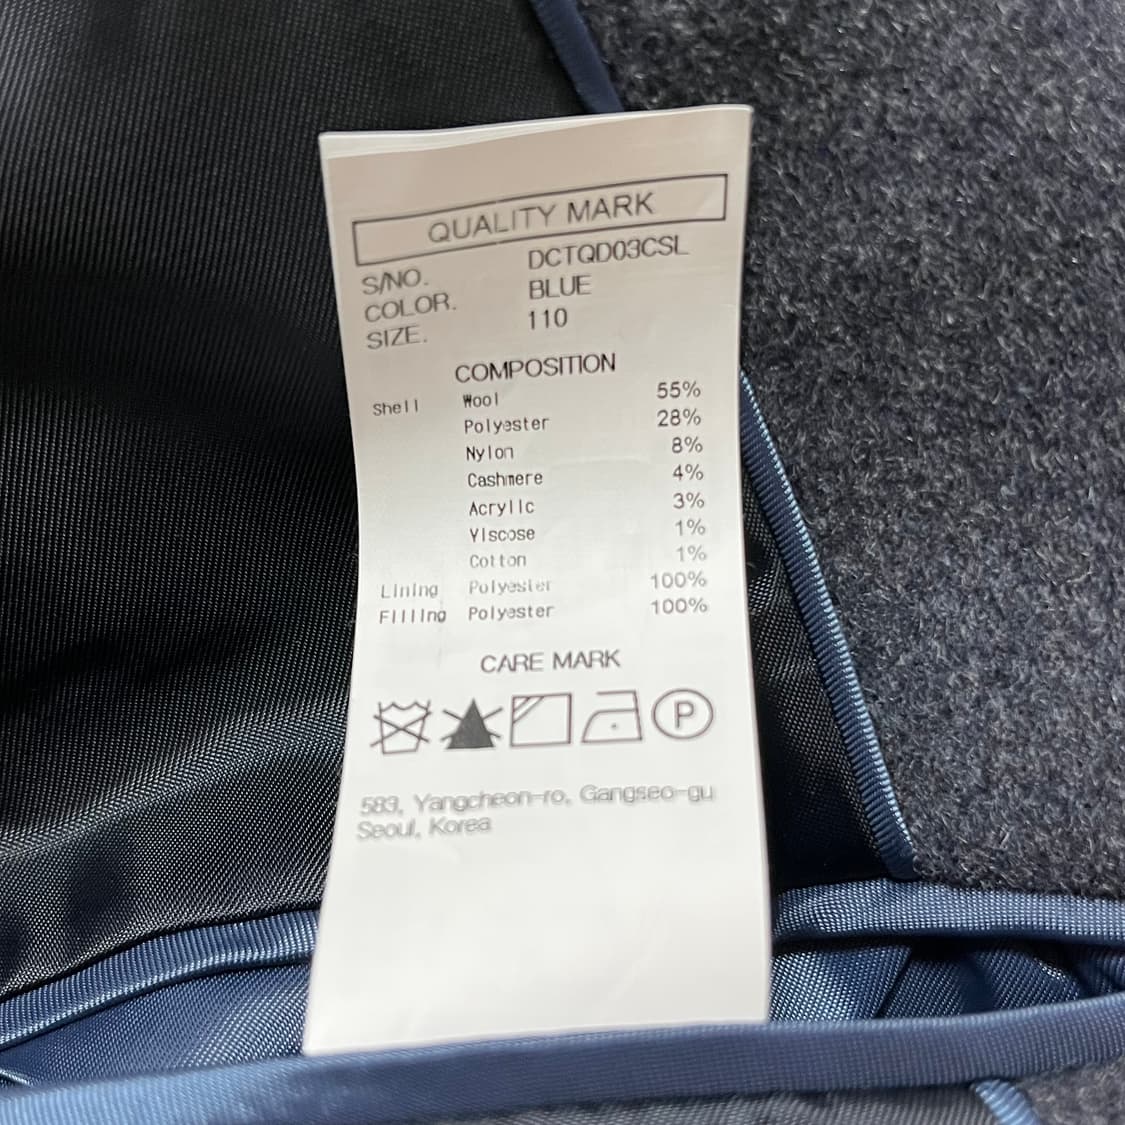 QUALITY MARK
S/NO. DCTQD03CSL
COLOR. BLUE
SIZE. 110
COMPOSITION
Shell Wool 55%
Polyester 28%
Nylon 8%
Cashmere 4%
Acrylic 3%
Viscose 1%
Cotton 1%
Lining Polyester 100%
Filling Polyester 100%
CARE MARK
P
583, Yangcheon-ro, Gangseo-gu
Seoul, Korea